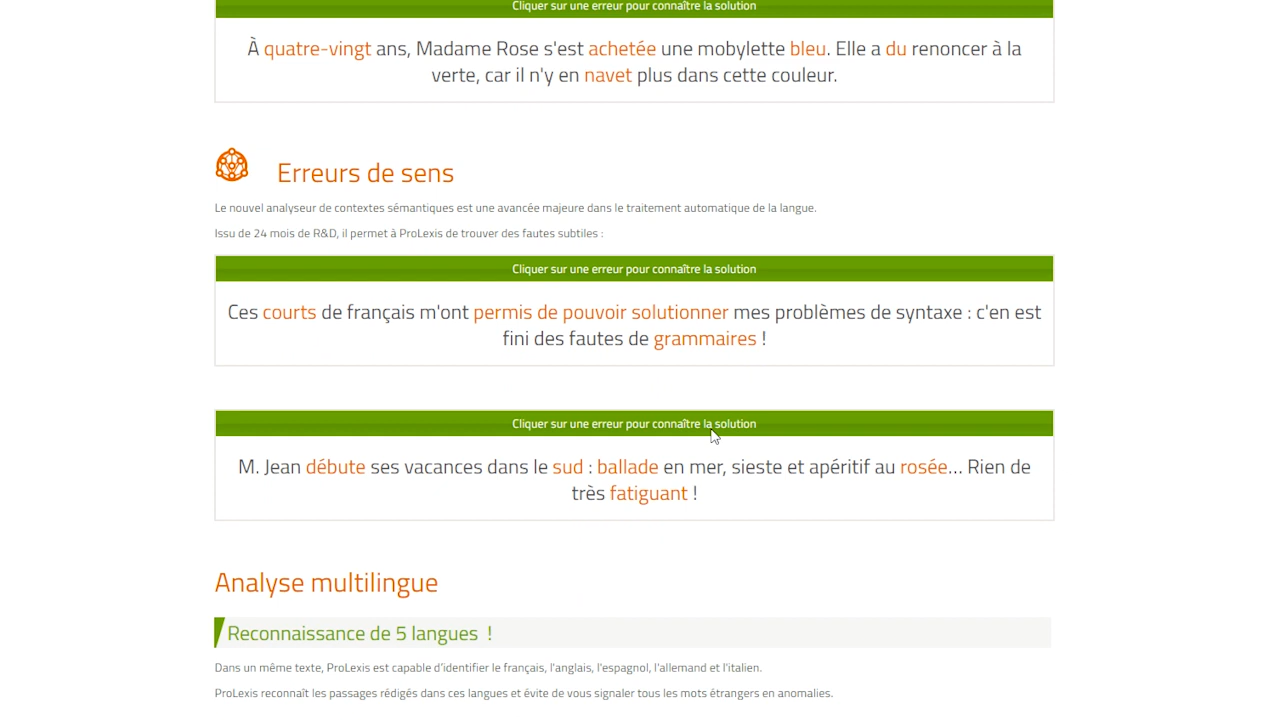 Cliquer sur une erreur pour connaître la solution
À quatre-vingt ans, Madame Rose s'est achetée une mobylette bleu. Elle a du renoncer à la
verte, car il n'y en navet plus dans cette couleur.
Erreurs de sens
Le nouvel analyseur de contextes sémantiques est une avancée majeure dans le traitement automatique de la langue.
Issu de 24 mois de R&D, il permet à ProLexis de trouver des fautes subtiles :
Cliquer sur une erreur pour connaître la solution
Ces courts de français m'ont permis de pouvoir solutionner mes problèmes de syntaxe : c'en est
fini des fautes de grammaires !
Cliquer sur une erreur pour connaître la solution
M. Jean débute ses vacances dans le sud : ballade en mer, sieste et apéritif au rosée... Rien de
très fatiguant !
Analyse multilingue
Reconnaissance de 5 langues !
Dans un même texte, ProLexis est capable d'identifier le français, l'anglais, l'espagnol, l'allemand et l'italien.
ProLexis reconnaît les passages rédigés dans ces langues et évite de vous signaler tous les mots étrangers en anomalies.